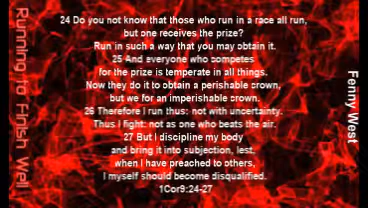 Running to Finish Well
24 Do you not know that those who run in a race all run,
but one receives the prize?
Run in such a way that you may obtain it.
25 And everyone who competes
for the prize is temperate in all things.
Now they do it to obtain a perishable crown,
but we for an imperishable crown.
26 Therefore I run thus: not with uncertainty.
Thus I fight: not as one who beats the air.
27 But I discipline my body
and bring it into subjection, lest,
when I have preached to others,
I myself should become disqualified.
1Cor9:24-27
Fenny West